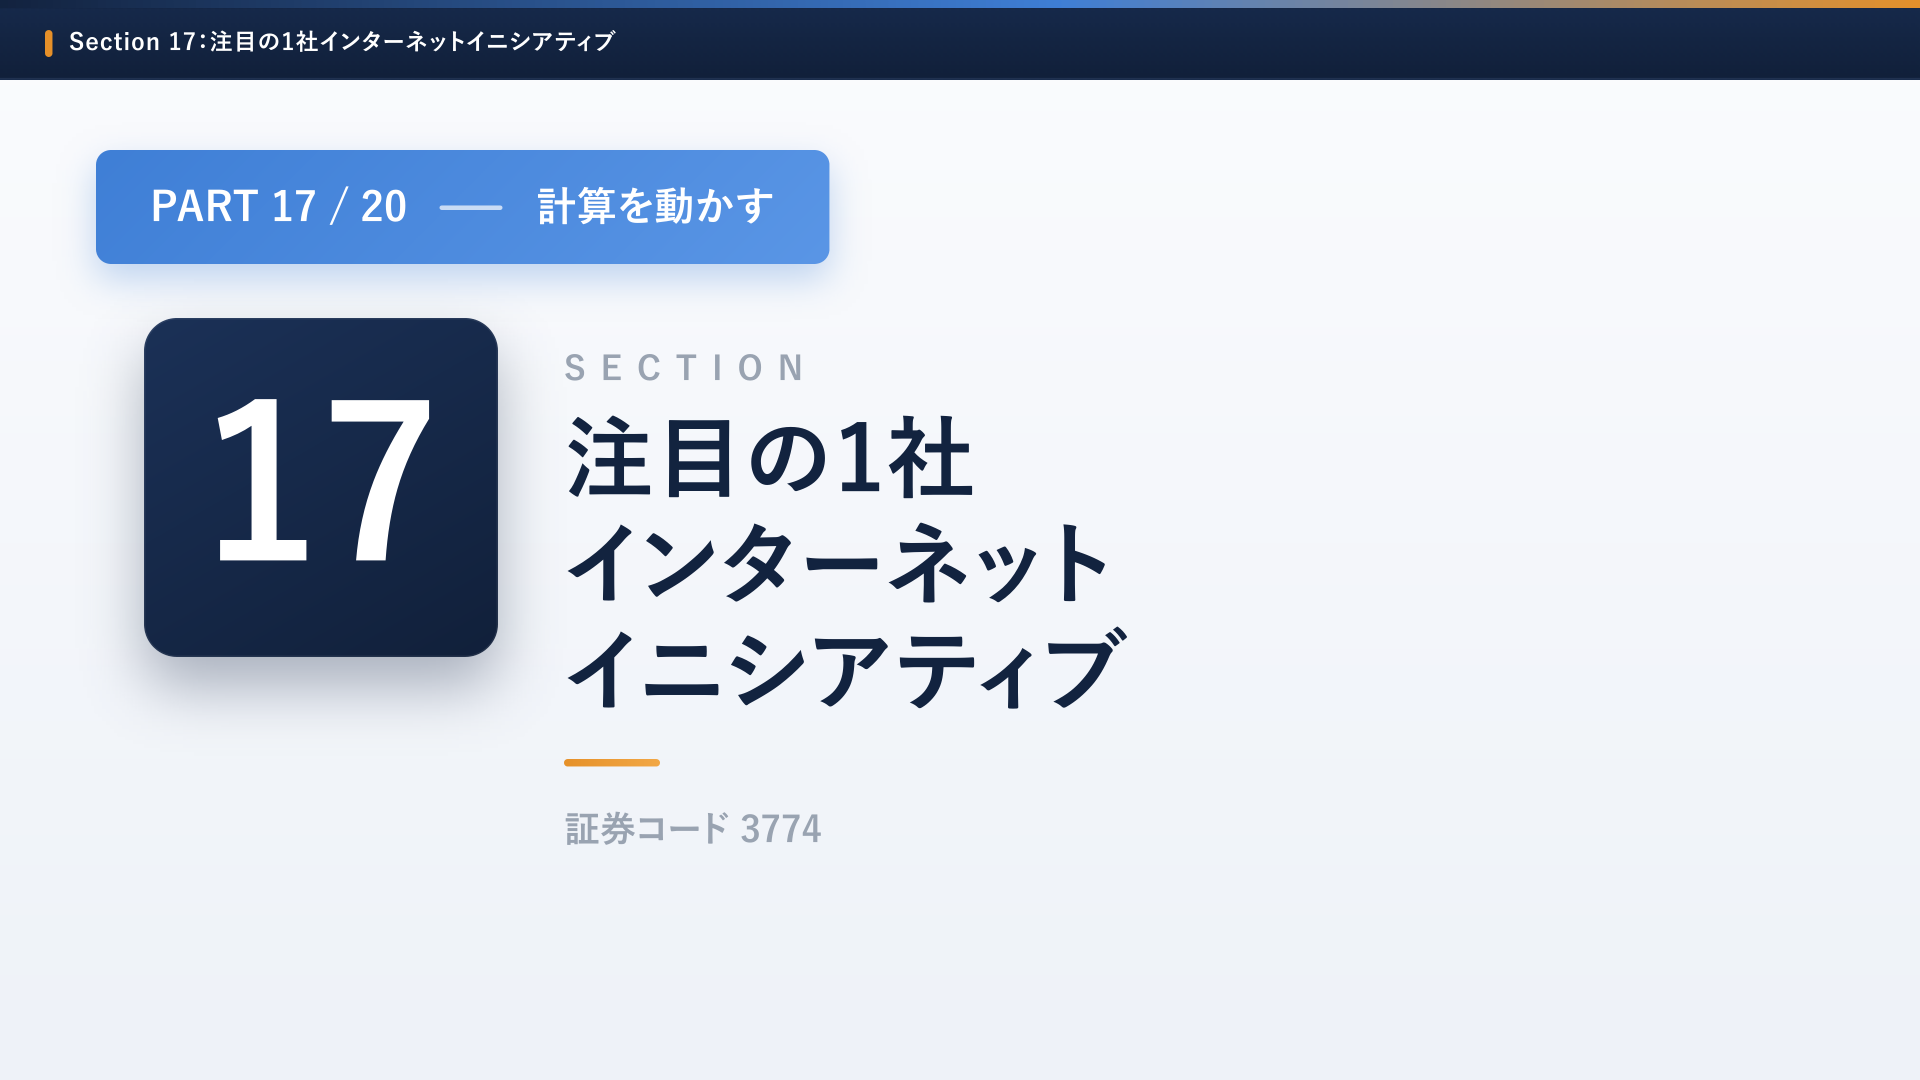 Section 17：注目の1社インターネットイニシアティブ
PART 17 / 20 — 計算を動かす
17
SECTION
注目の1社
インターネット
イニシアティブ
証券コード 3774